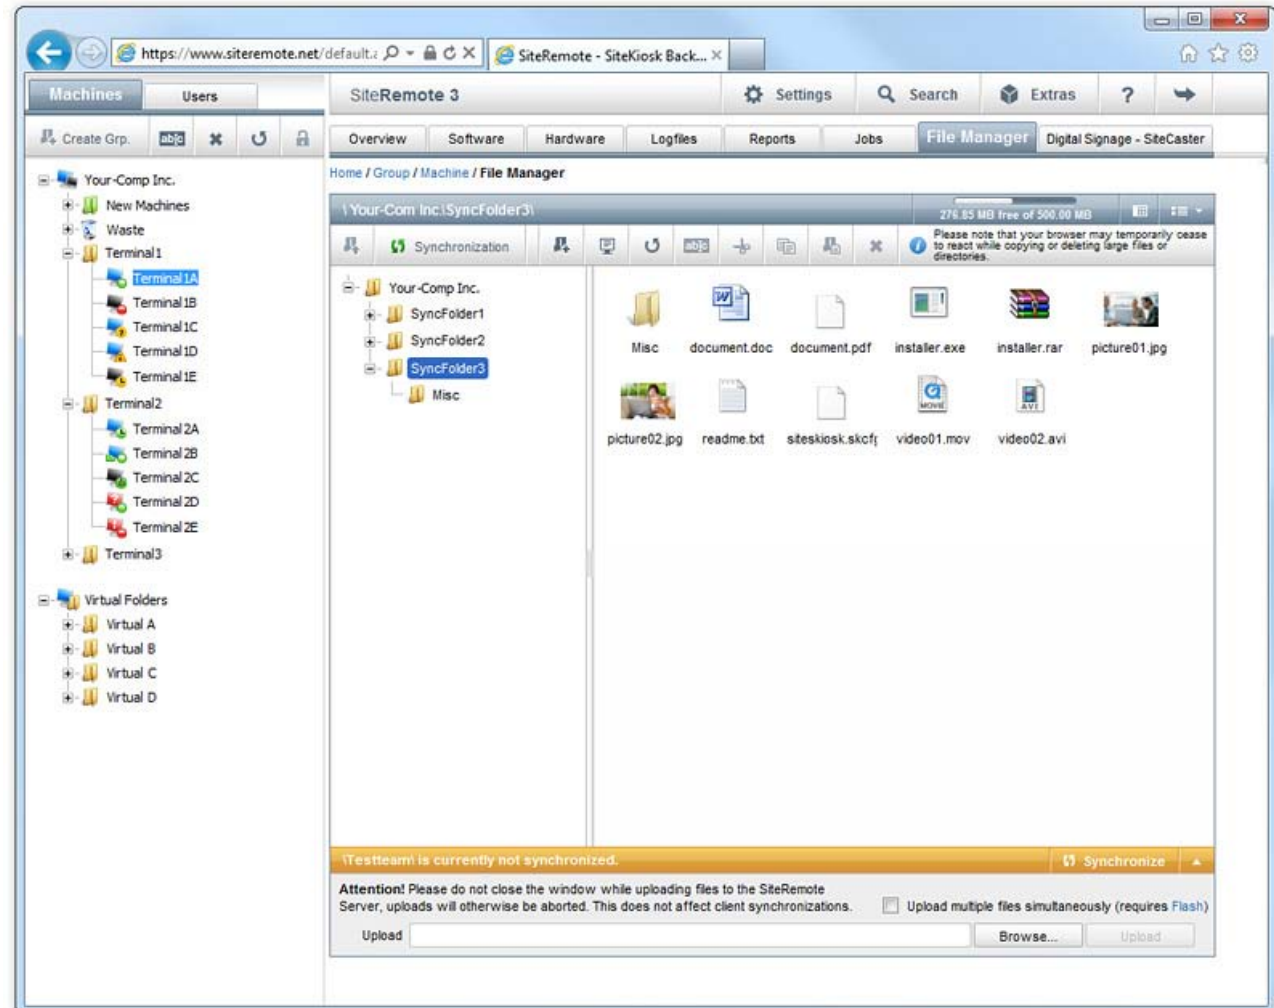 https://www.siteremote.net/default.a
SiteRemote - SiteKiosk Back...
Machines
Users
SiteRemote 3
Settings
Search
Extras
?
Create Grp.
ab|c
Overview
Software
Hardware
Logfiles
Reports
Jobs
File Manager
Digital Signage - SiteCaster
Home / Group / Machine / File Manager
Your-Comp Inc.
New Machines
Waste
Terminal1
Terminal1A
Terminal1B
Terminal1C
Terminal1D
Terminal1E
Terminal2
Terminal2A
Terminal2B
Terminal2C
Terminal2D
Terminal2E
Terminal3
Virtual Folders
Virtual A
Virtual B
Virtual C
Virtual D
\Your-Com Inc.\SyncFolder3\
276.85 MB free of 500.00 MB
Synchronization
ab|c
Please note that your browser may temporarily cease
to react while copying or deleting large files or
directories.
Your-Comp Inc.
SyncFolder1
SyncFolder2
SyncFolder3
Misc
Misc
document.doc
document.pdf
installer.exe
installer.rar
picture01.jpg
MOVIE
AVI
picture02.jpg
readme.txt
siteskiosk.skcf
video01.mov
video02.avi
\Testteam\ is currently not synchronized.
Synchronize
Attention! Please do not close the window while uploading files to the SiteRemote
Server, uploads will otherwise be aborted. This does not affect client synchronizations.
Upload multiple files simultaneously (requires Flash)
Upload
Browse...
Upload